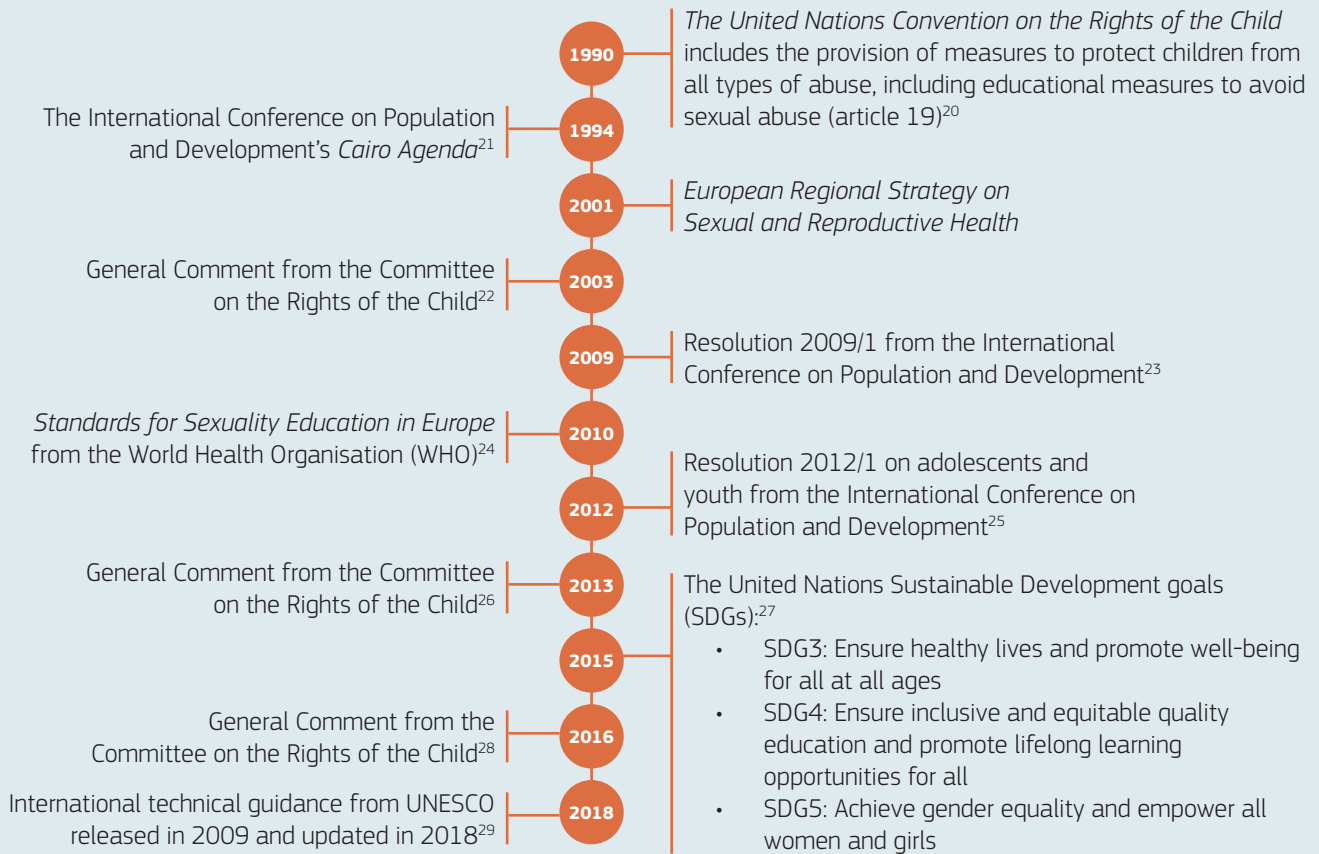 1990
The United Nations Convention on the Rights of the Child
includes the provision of measures to protect children from
all types of abuse, including educational measures to avoid
sexual abuse (article 19)20
The International Conference on Population
and Development's Cairo Agenda21
1994
2001
European Regional Strategy on
Sexual and Reproductive Health
General Comment from the Committee
on the Rights of the Child22
2003
2009
Resolution 2009/1 from the International
Conference on Population and Development23
Standards for Sexuality Education in Europe
from the World Health Organisation (WHO)24
2010
2012
Resolution 2012/1 on adolescents and
youth from the International Conference on
Population and Development25
General Comment from the Committee
on the Rights of the Child26
2013
2015
The United Nations Sustainable Development goals
(SDGs):27
• SDG3: Ensure healthy lives and promote well-being
for all at all ages
• SDG4: Ensure inclusive and equitable quality
education and promote lifelong learning
opportunities for all
• SDG5: Achieve gender equality and empower all
women and girls
General Comment from the
Committee on the Rights of the Child28
2016
International technical guidance from UNESCO
released in 2009 and updated in 201829
2018